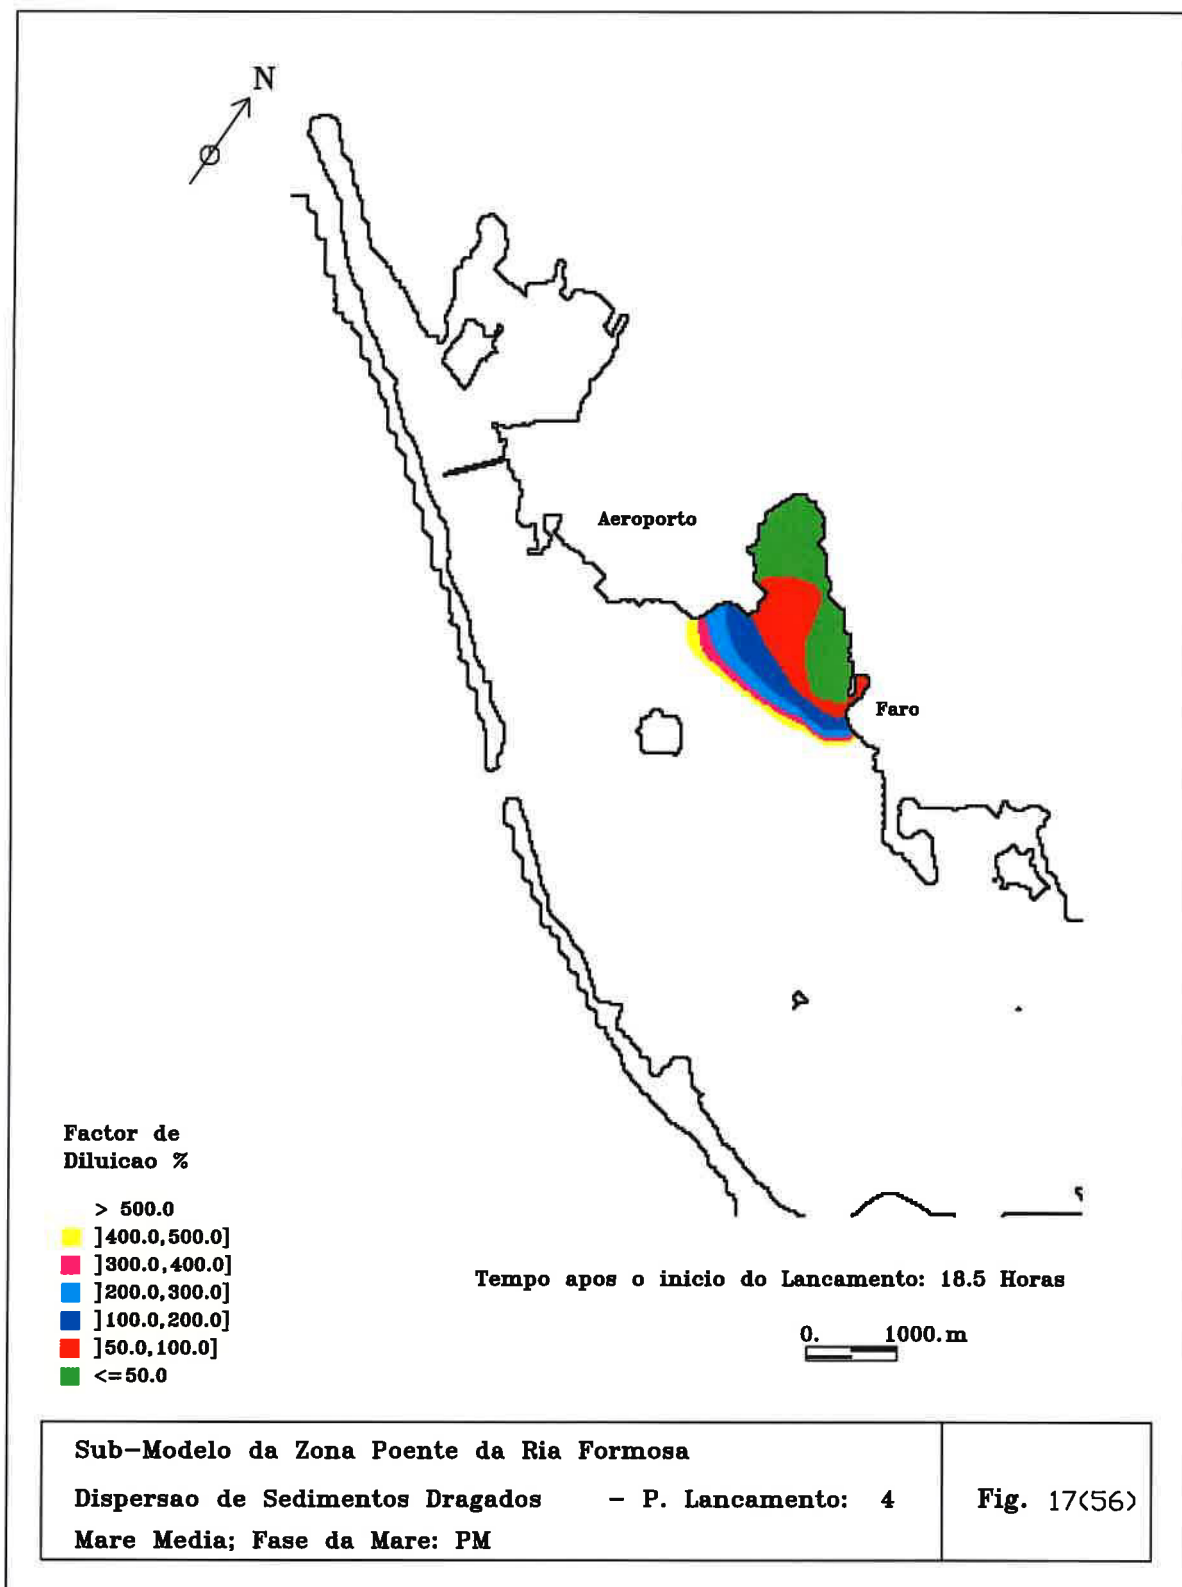 N
Aeroporto
Faro
Factor de
Diluicao %
> 500.0
]400.0,500.0]
]300.0,400.0]
]200.0,300.0]
]100.0,200.0]
]50.0,100.0]
<=50.0
Tempo apos o inicio do Lancamento: 18.5 Horas
0. 1000.m
Sub-Modelo da Zona Poente da Ria Formosa
Dispersao de Sedimentos Dragados - P. Lancamento: 4
Mare Media; Fase da Mare: PM
Fig. 17(56)